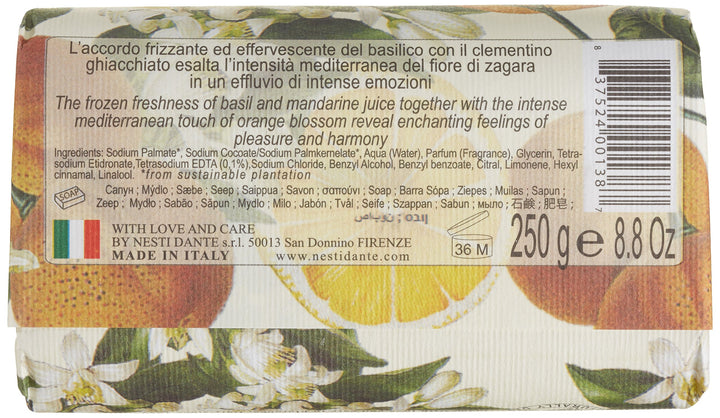 L'accordo frizzante ed effervescente del basilico con il clementino
ghiacchiato esalta l'intensità mediterranea del fiore di zagara
in un effluvio di intense emozioni
The frozen freshness of basil and mandarine juice together with the intense
mediterranean touch of orange blossom reveal enchanting feelings of
pleasure and harmony
Ingredients: Sodium Palmate*, Sodium Cocoate/Sodium Palmkernelate*, Aqua (Water), Parfum (Fragrance), Glycerin, Tetra-
sodium Etidronate,Tetrasodium EDTA (0,1%),Sodium Chloride, Benzyl Alcohol, Benzyl benzoate, Citral, Limonene, Hexyl
cinnamal, Linalool. *from sustainable plantation
SOAP
Сапун : Mýdlo : Sæbe : Seep : Saippua : Savon : σαπούνι : Soap : Barra Sópa : Ziepes : Muilas : Sapun :
Zeep : Mydło : Sabão : Săpun : Mydlo : Milo : Jabón : Tvål : Seife : Szappan : Sabun : мыло : 石鹸 : 肥皂 :
WITH LOVE AND CARE
BY NESTI DANTE s.r.l. 50013 San Donnino FIRENZE
MADE IN ITALY www.nestidante.com
36 M
250 g e 8.8 Oz
8 37524 00138 7